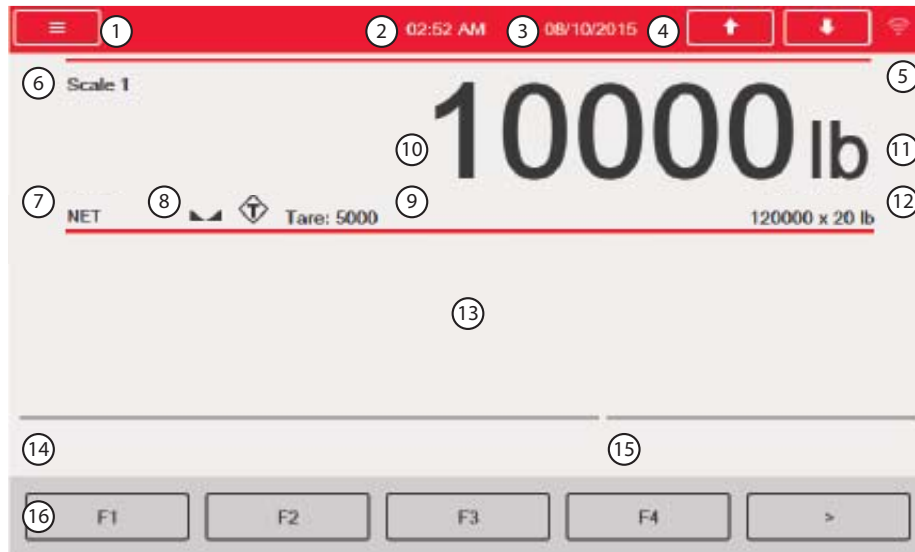 1 2 02:52 AM 3 08/10/2015 4
6 Scale 1 5
10 10000 lb 11
7 NET 8 T Tare: 5000 9 120000 x 20 lb 12
13
14 15
16 F1 F2 F3 F4 >